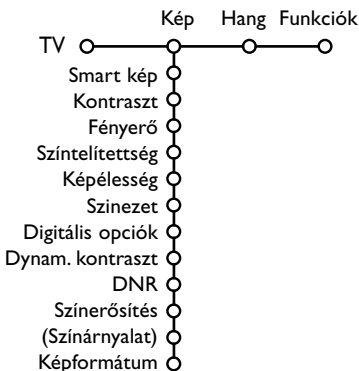 Kép Hang Funkciók
TV
Smart kép
Kontraszt
Fényerő
Színtelítettség
Képélesség
Szinezet
Digitális opciók
Dynam. kontraszt
DNR
Színerősítés
(Színárnyalat)
Képformátum